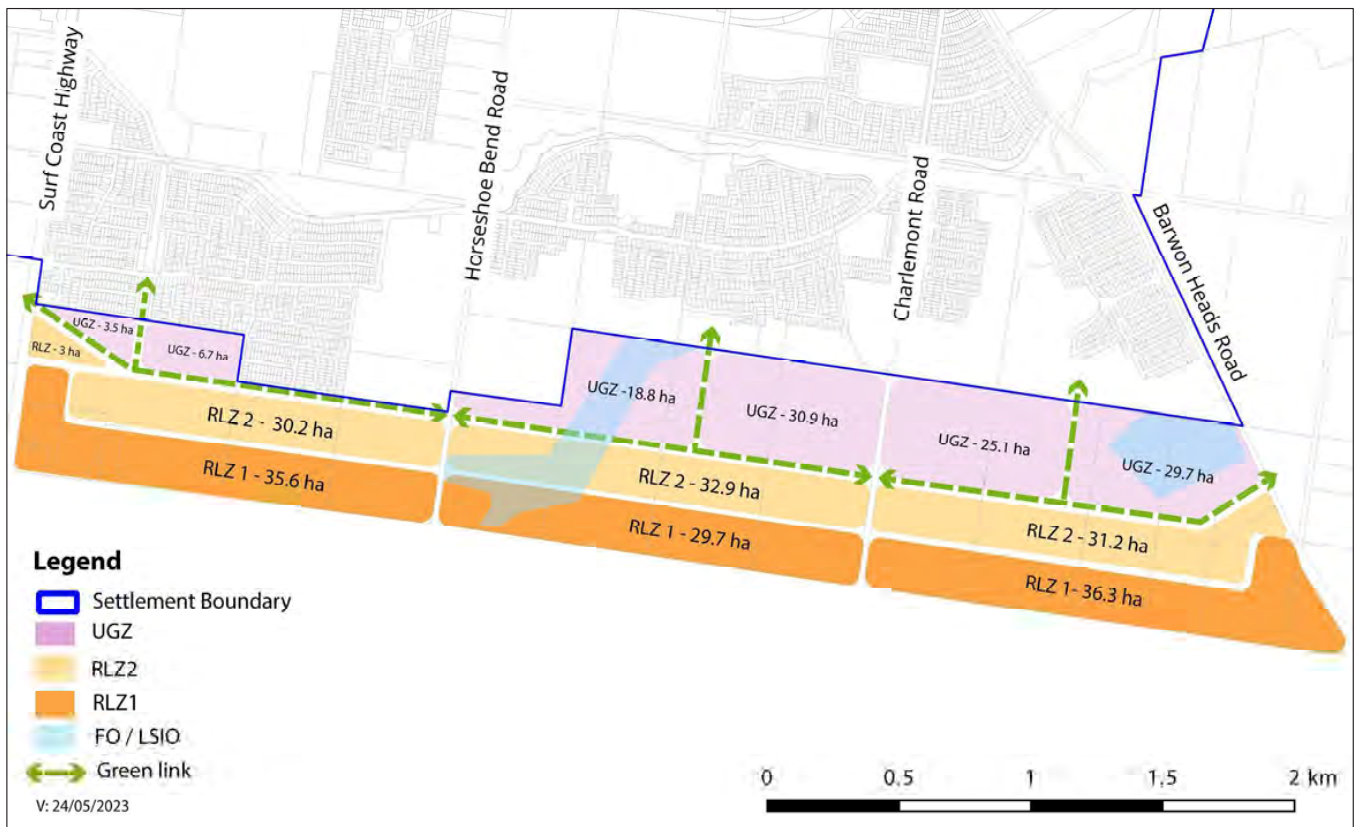 Surf Coast Highway
Horseshoe Bend Road
Charlemont Road
Barwon Heads Road
UGZ - 3.5 ha
RLZ - 3 ha
UGZ - 6.7 ha
UGZ -18.8 ha
UGZ - 30.9 ha
UGZ - 25.1 ha
UGZ - 29.7 ha
RLZ 2 - 30.2 ha
RLZ 2 - 32.9 ha
RLZ 2 - 31.2 ha
RLZ 1 - 35.6 ha
RLZ 1 - 29.7 ha
RLZ 1- 36.3 ha
Legend
Settlement Boundary
UGZ
RLZ2
RLZ1
FO / LSIO
Green link
V: 24/05/2023
0 0.5 1 1.5 2 km